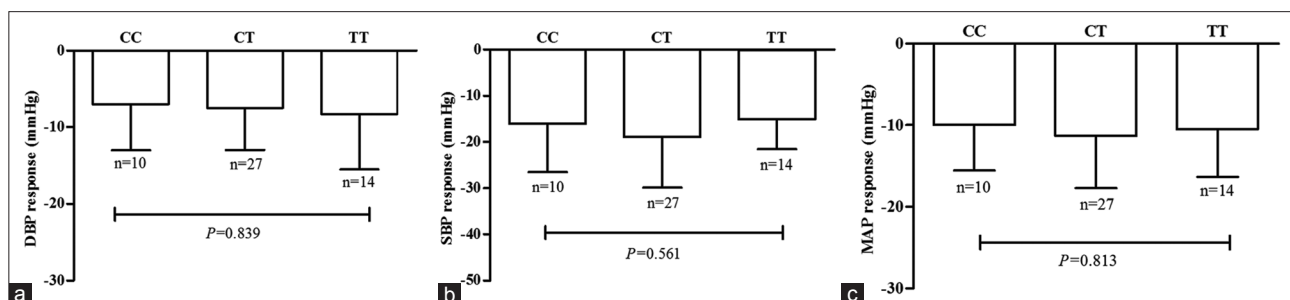 CC CT TT
0
-10
-20
-30
DBP response (mmHg)
n=10
n=27
n=14
P=0.839
a
CC CT TT
0
-10
-20
-30
-40
-50
SBP response (mmHg)
n=10
n=27
n=14
P=0.561
b
CC CT TT
0
-10
-20
-30
MAP response (mmHg)
n=10
n=27
n=14
P=0.813
c